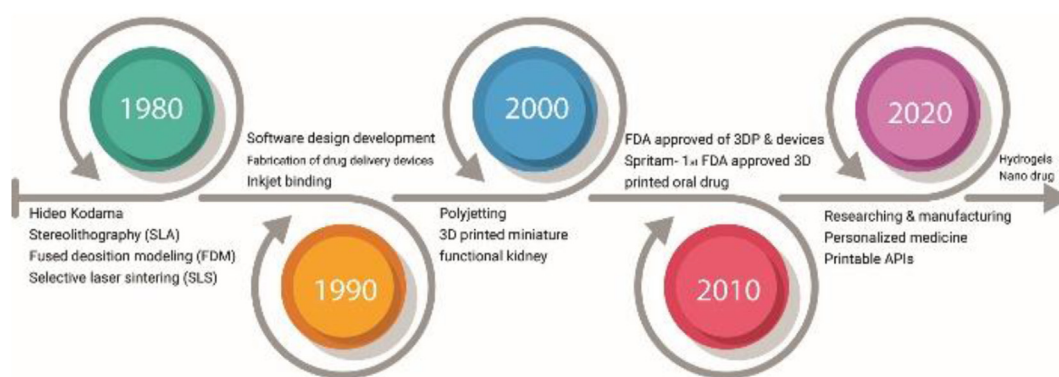 1980
Hideo Kodama
Stereolithography (SLA)
Fused deosition modeling (FDM)
Selective laser sintering (SLS)
Software design development
Fabrication of drug delivery devices
Inkjet binding
1990
2000
Polyjetting
3D printed miniature
functional kidney
FDA approved of 3DP & devices
Spritam- 1st FDA approved 3D
printed oral drug
2010
2020
Researching & manufacturing
Personalized medicine
Printable APIs
Hydrogels
Nano drug